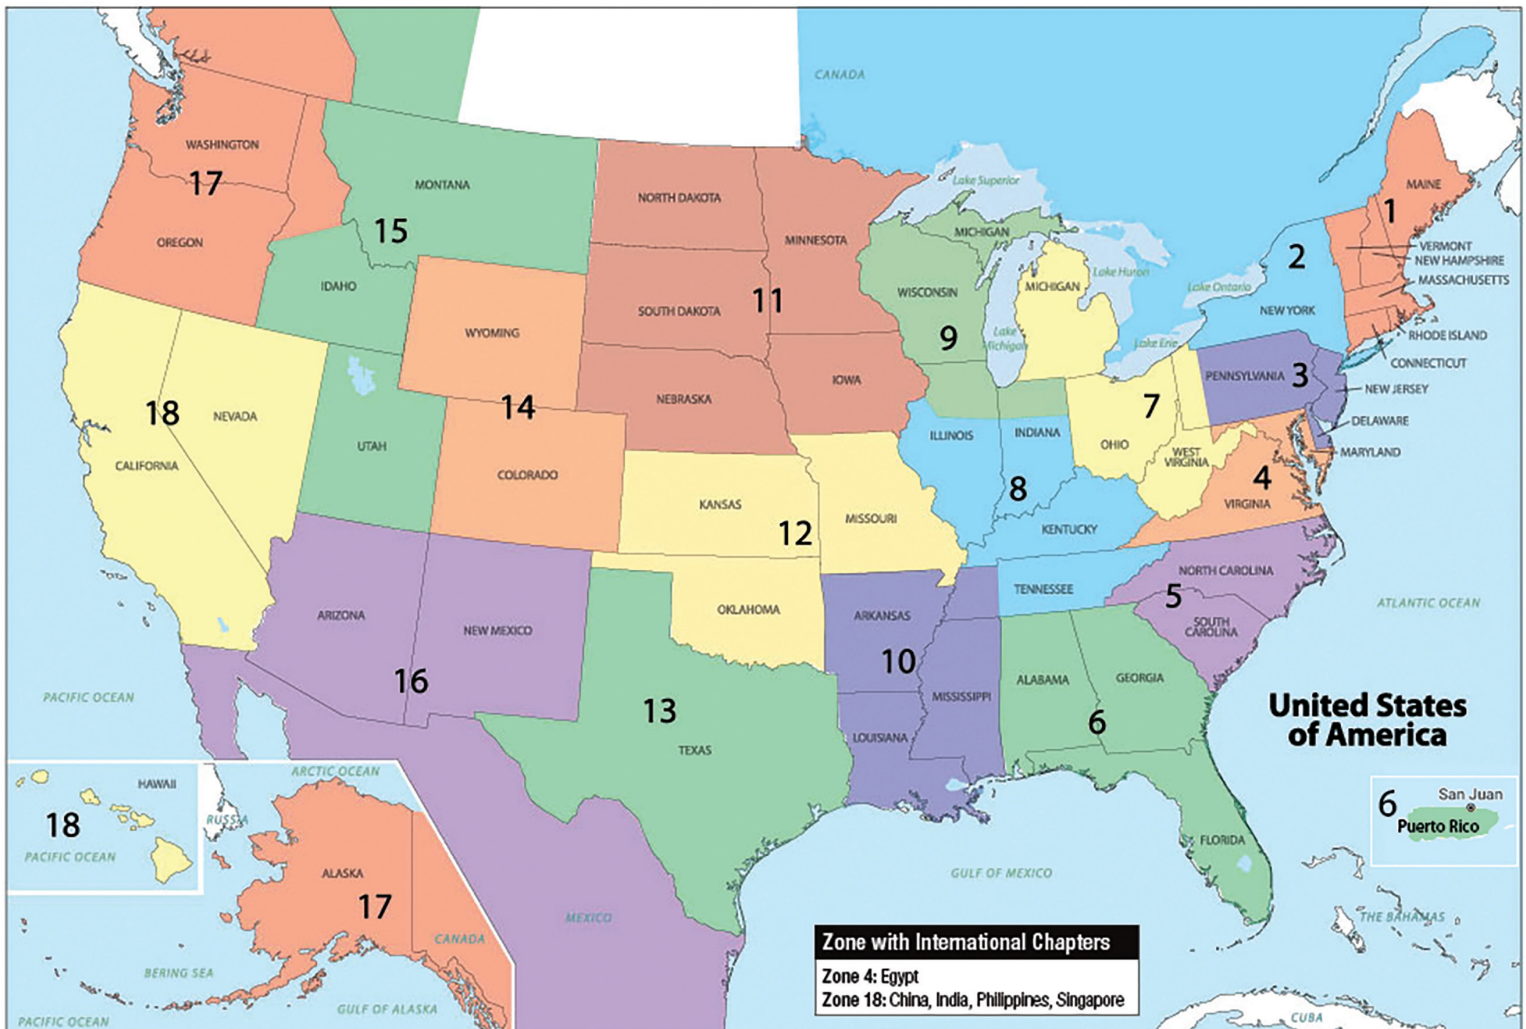 CANADA
WASHINGTON
17
OREGON
MONTANA
15
IDAHO
NORTH DAKOTA
MINNESOTA
SOUTH DAKOTA
11
NEBRASKA
IOWA
WYOMING
14
COLORADO
UTAH
NEVADA
18
CALIFORNIA
ARIZONA
NEW MEXICO
16
Lake Superior
MICHIGAN
WISCONSIN
9
Lake
Michigan
MICHIGAN
Lake Huron
Lake Ontario
Lake Erie
MAINE
1
VERMONT
NEW HAMPSHIRE
MASSACHUSETTS
RHODE ISLAND
CONNECTICUT
2
NEW YORK
PENNSYLVANIA
3
NEW JERSEY
DELAWARE
MARYLAND
7
OHIO
WEST
VIRGINIA
4
VIRGINIA
ILLINOIS
INDIANA
8
KENTUCKY
TENNESSEE
KANSAS
12
MISSOURI
OKLAHOMA
NORTH CAROLINA
5
SOUTH
CAROLINA
ARKANSAS
10
MISSISSIPPI
LOUISIANA
ALABAMA
GEORGIA
6
FLORIDA
13
TEXAS
ATLANTIC OCEAN
PACIFIC OCEAN
United States
of America
6
San Juan
Puerto Rico
HAWAII
18
PACIFIC OCEAN
ARCTIC OCEAN
RUSSIA
ALASKA
17
CANADA
BERING SEA
GULF OF ALASKA
PACIFIC OCEAN
MEXICO
GULF OF MEXICO
THE BAHAMAS
CUBA
Zone with International Chapters
Zone 4: Egypt
Zone 18: China, India, Philippines, Singapore